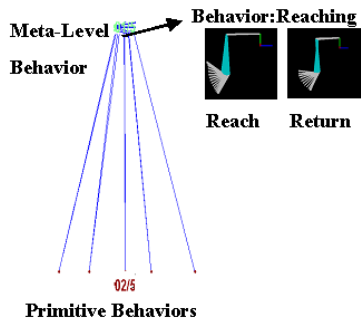 Meta-Level
Behavior
Behavior:Reaching
Reach Return
02/5
Primitive Behaviors